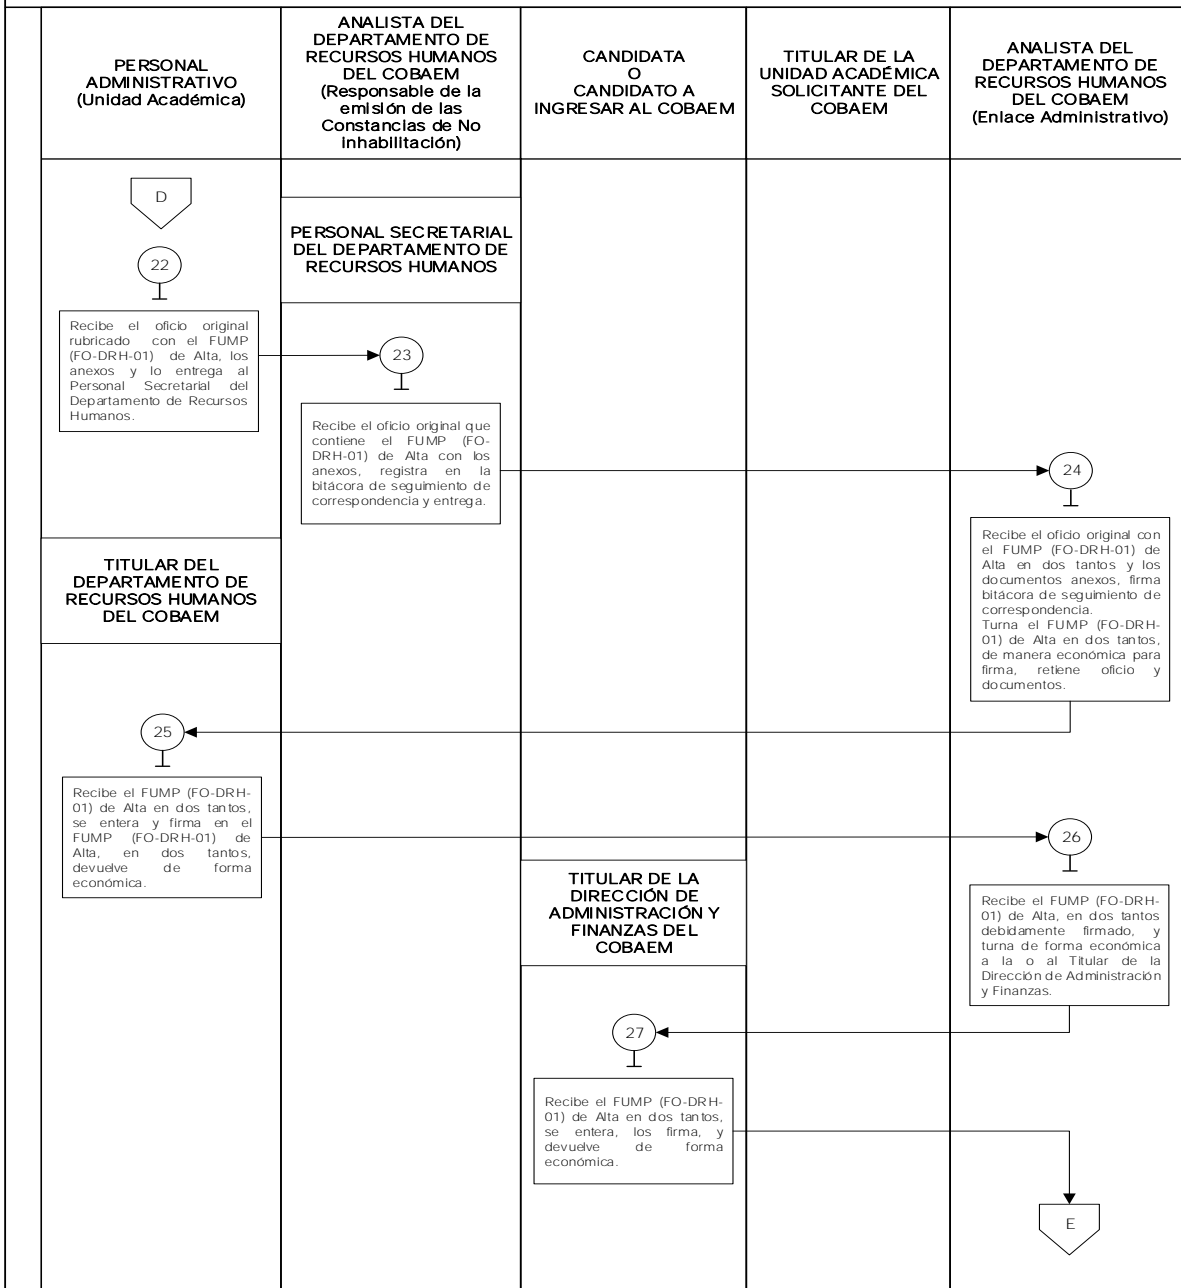 PERSONAL
ADMINISTRATIVO
(Unidad Académica)
ANALISTA DEL
DEPARTAMENTO DE
RECURSOS HUMANOS
DEL COBAEM
(Responsable de la
emisión de las
Constancias de No
Inhabilitación)
CANDIDATA
O
CANDIDATO A
INGRESAR AL COBAEM
TITULAR DE LA
UNIDAD ACADÉMICA
SOLICITANTE DEL
COBAEM
ANALISTA DEL
DEPARTAMENTO DE
RECURSOS HUMANOS
DEL COBAEM
(Enlace Administrativo)
D
PERSONAL SECRETARIAL
DEL DEPARTAMENTO DE
RECURSOS HUMANOS
22
Recibe el oficio original
rubricado con el FUMP
(FO-DRH-01) de Alta, los
anexos y lo entrega al
Personal Secretarial del
Departamento de Recursos
Humanos.
23
Recibe el oficio original que
contiene el FUMP (FO-
DRH-01) de Alta con los
anexos, registra en la
bitácora de seguimiento de
correspondencia y entrega.
24
Recibe el oficio original con
el FUMP (FO-DRH-01) de
Alta en dos tantos y los
documentos anexos, firma
bitácora de seguimiento de
correspondencia.
Turna el FUMP (FO-DRH-
01) de Alta en dos tantos,
de manera económica para
firma, retiene oficio y
documentos.
TITULAR DEL
DEPARTAMENTO DE
RECURSOS HUMANOS
DEL COBAEM
25
Recibe el FUMP (FO-DRH-
01) de Alta en dos tantos,
se entera y firma en el
FUMP (FO-DRH-01) de
Alta, en dos tantos,
devuelve de forma
económica.
26
Recibe el FUMP (FO-DRH-
01) de Alta, en dos tantos
debidamente firmado, y
turna de forma económica
a la o al Titular de la
Dirección de Administración
y Finanzas.
TITULAR DE LA
DIRECCIÓN DE
ADMINISTRACIÓN Y
FINANZAS DEL
COBAEM
27
Recibe el FUMP (FO-DRH-
01) de Alta en dos tantos,
se entera, los firma, y
devuelve de forma
económica.
E